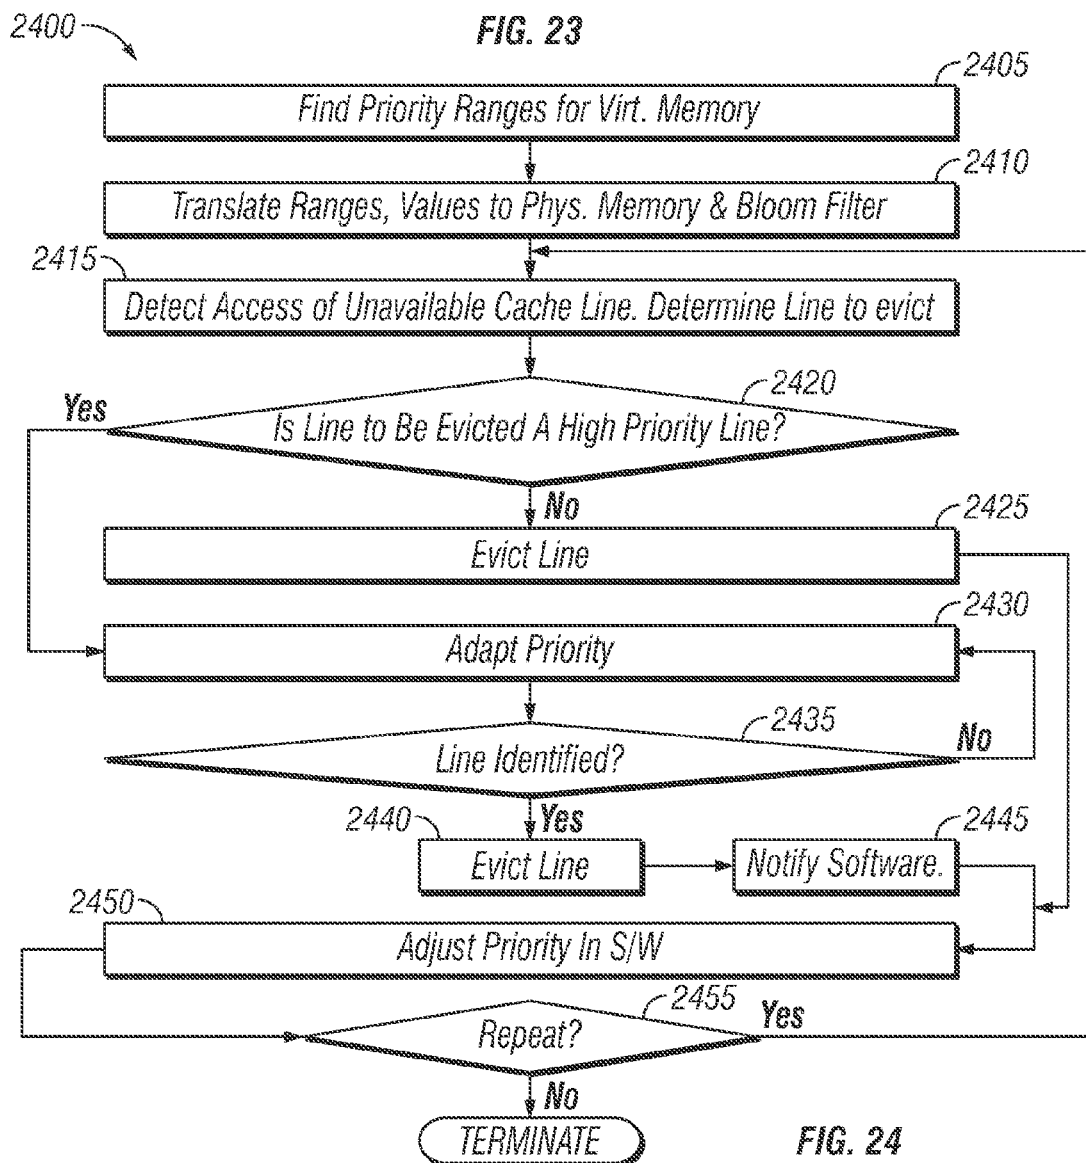 2400
FIG. 23
2405
Find Priority Ranges for Virt. Memory
2410
Translate Ranges, Values to Phys. Memory & Bloom Filter
2415
Detect Access of Unavailable Cache Line. Determine Line to evict
2420
Yes
Is Line to Be Evicted A High Priority Line?
No
2425
Evict Line
2430
Adapt Priority
2435
Line Identified?
No
Yes
2440
Evict Line
2445
Notify Software.
2450
Adjust Priority In S/W
2455
Repeat?
Yes
No
TERMINATE
FIG. 24